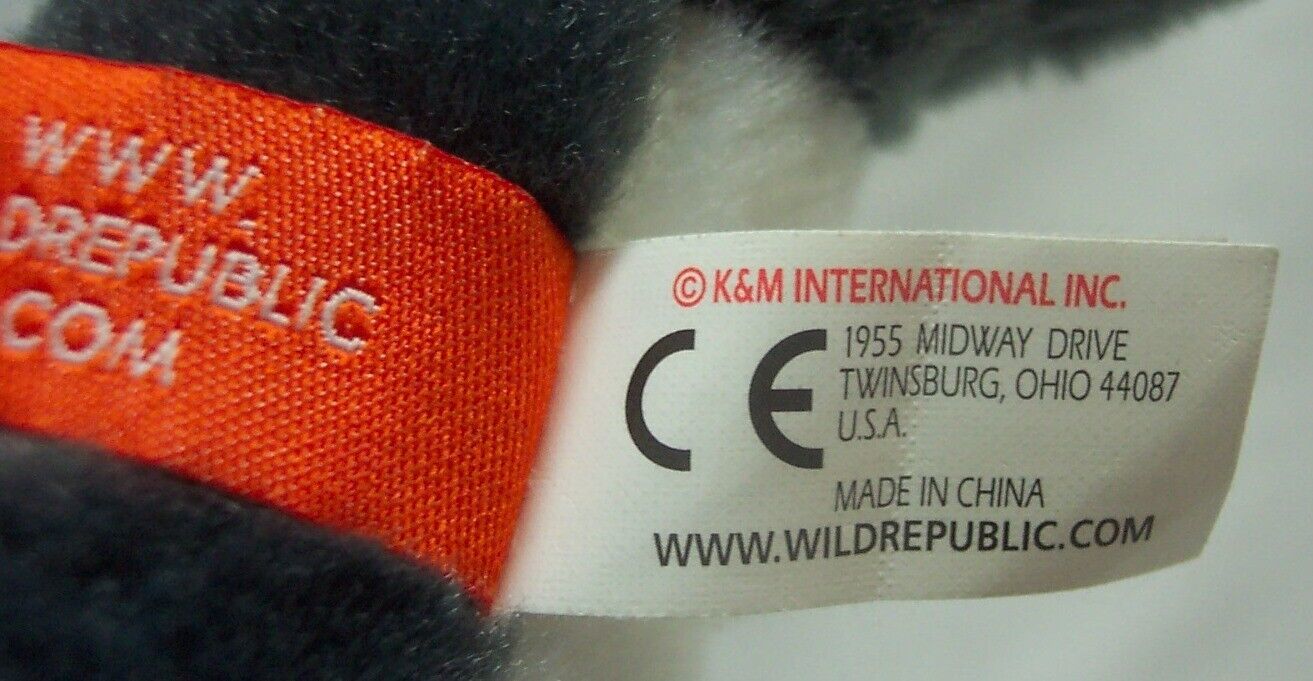 WWW.
DREPUBLIC
COM
© K&M INTERNATIONAL INC.
CE
1955 MIDWAY DRIVE
TWINSBURG, OHIO 44087
U.S.A.
MADE IN CHINA
WWW.WILDREPUBLIC.COM